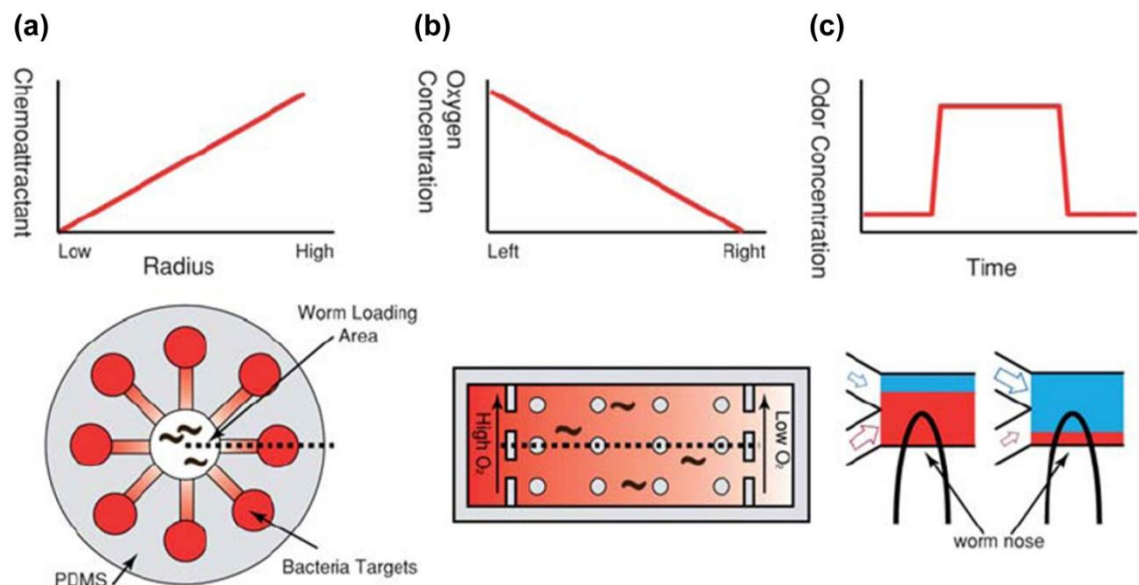 (a)
(b)
(c)
Chemoattractant
Low
High
Radius
Oxygen
Concentration
Left
Right
Odor Concentration
Time
Worm Loading
Area
Bacteria Targets
PDMS
High O₂
Low O₂
worm nose